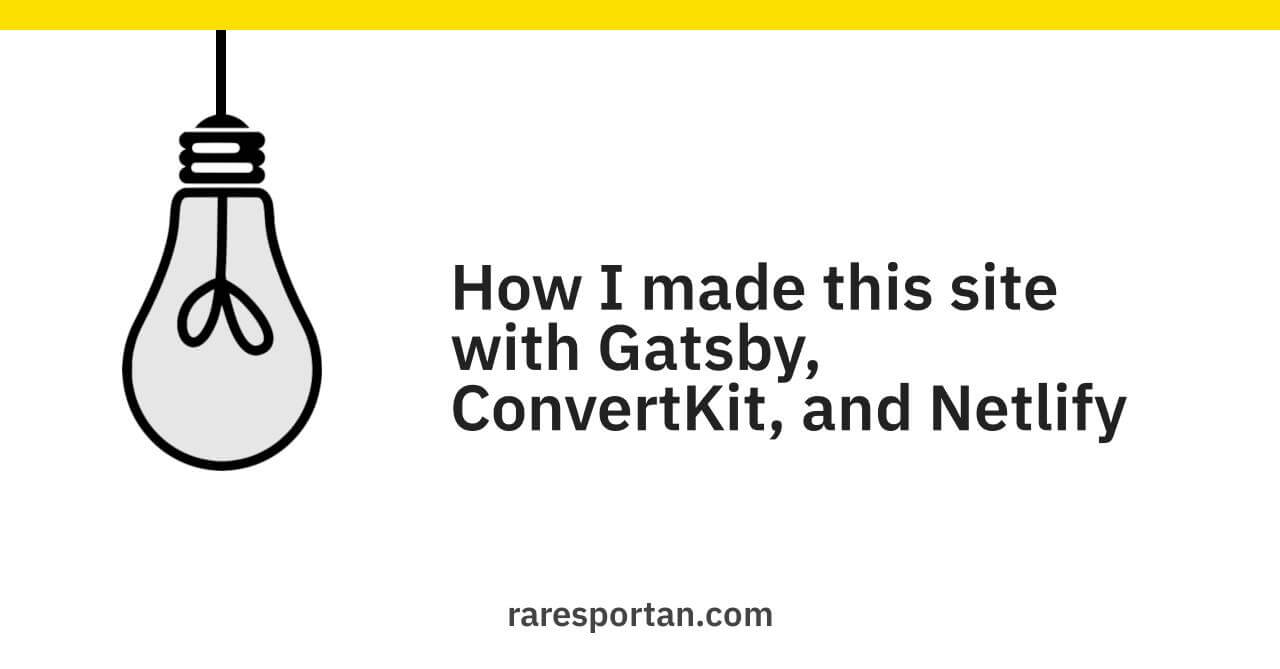 How I made this site
with Gatsby,
ConvertKit, and Netlify
raresportan.com